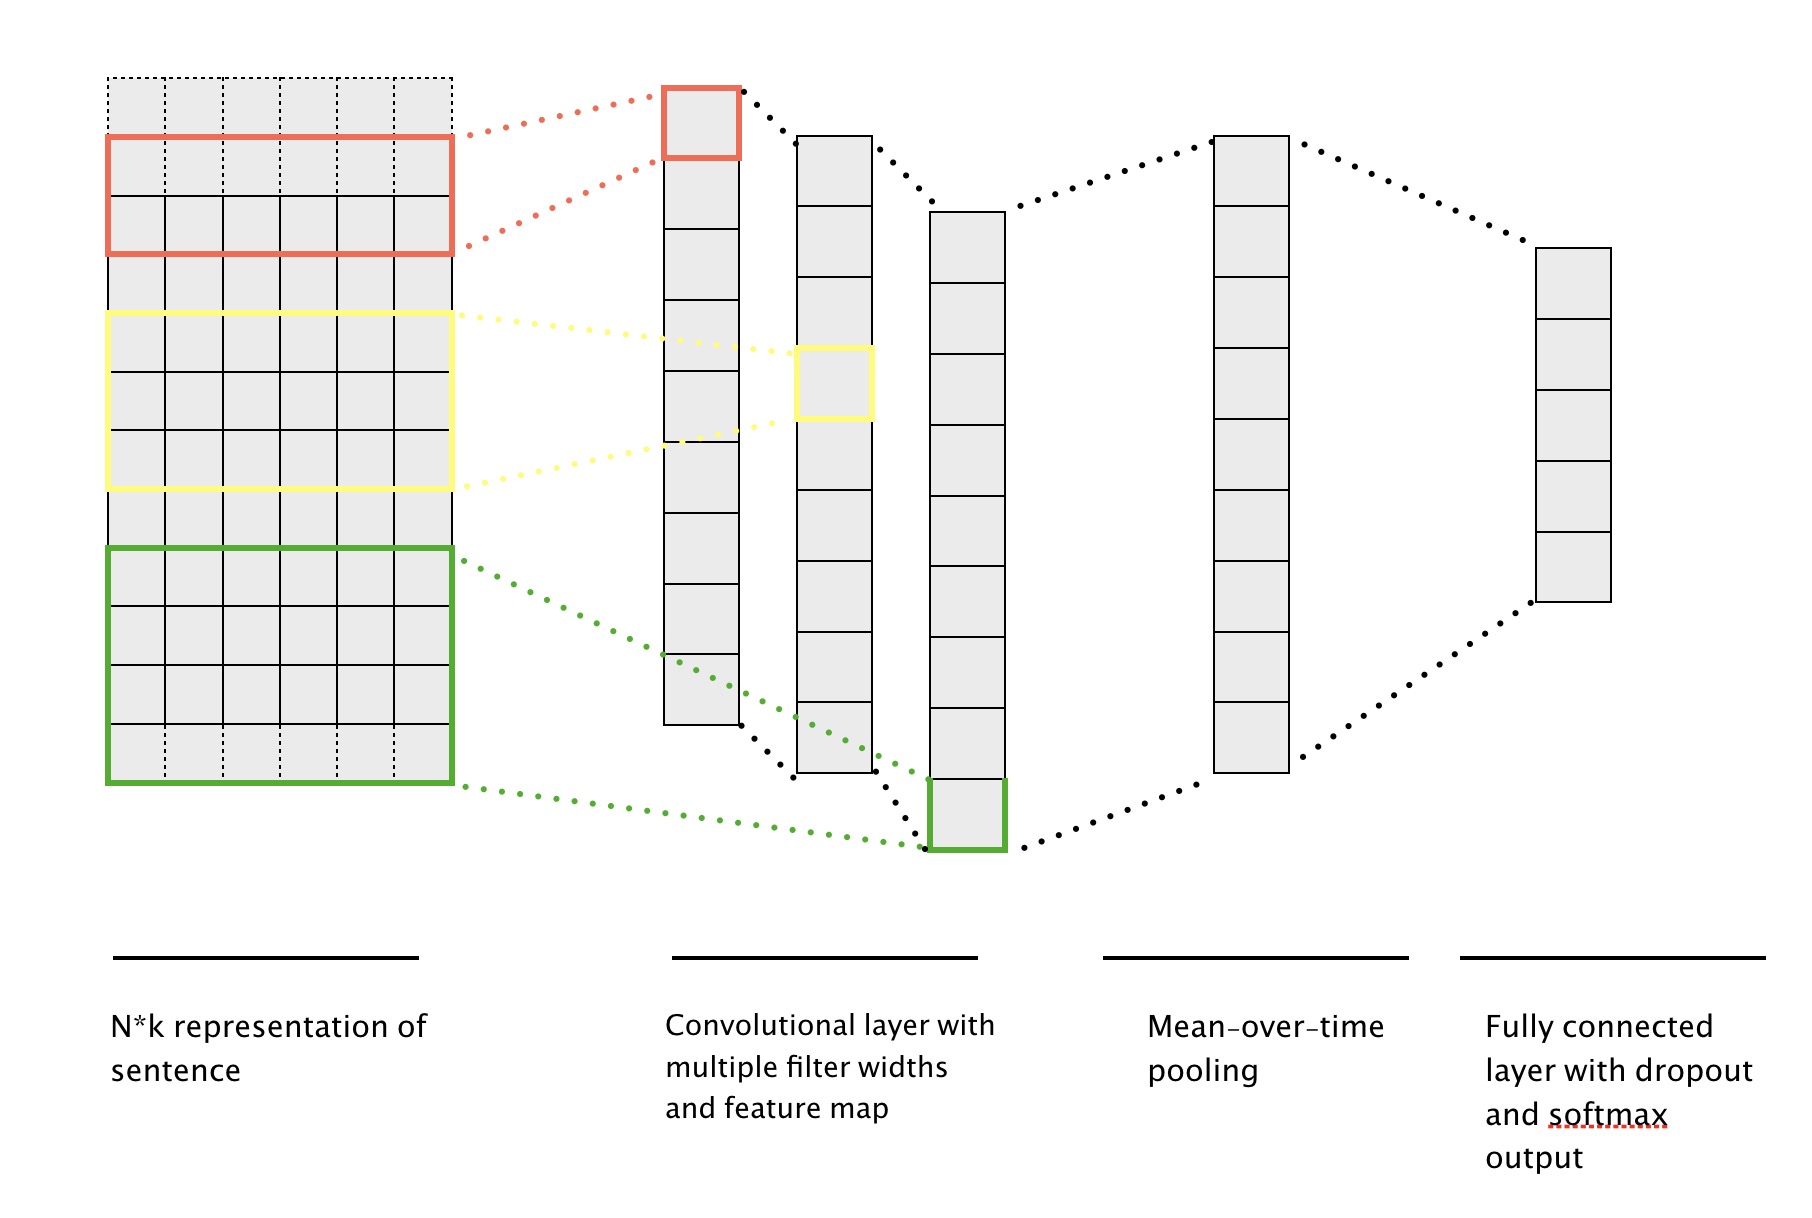 N*k representation of
sentence
Convolutional layer with
multiple filter widths
and feature map
Mean-over-time
pooling
Fully connected
layer with dropout
and softmax
output